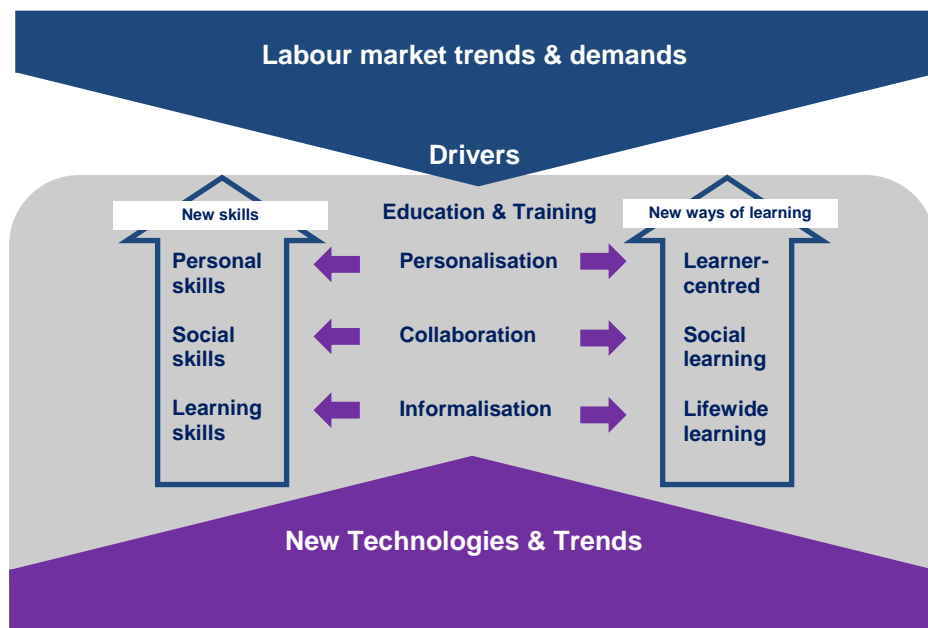 Labour market trends & demands
Drivers
New skills
Education & Training
New ways of learning
Personal
skills
Personalisation
Learner-
centred
Social
skills
Collaboration
Social
learning
Learning
skills
Informalisation
Lifewide
learning
New Technologies & Trends